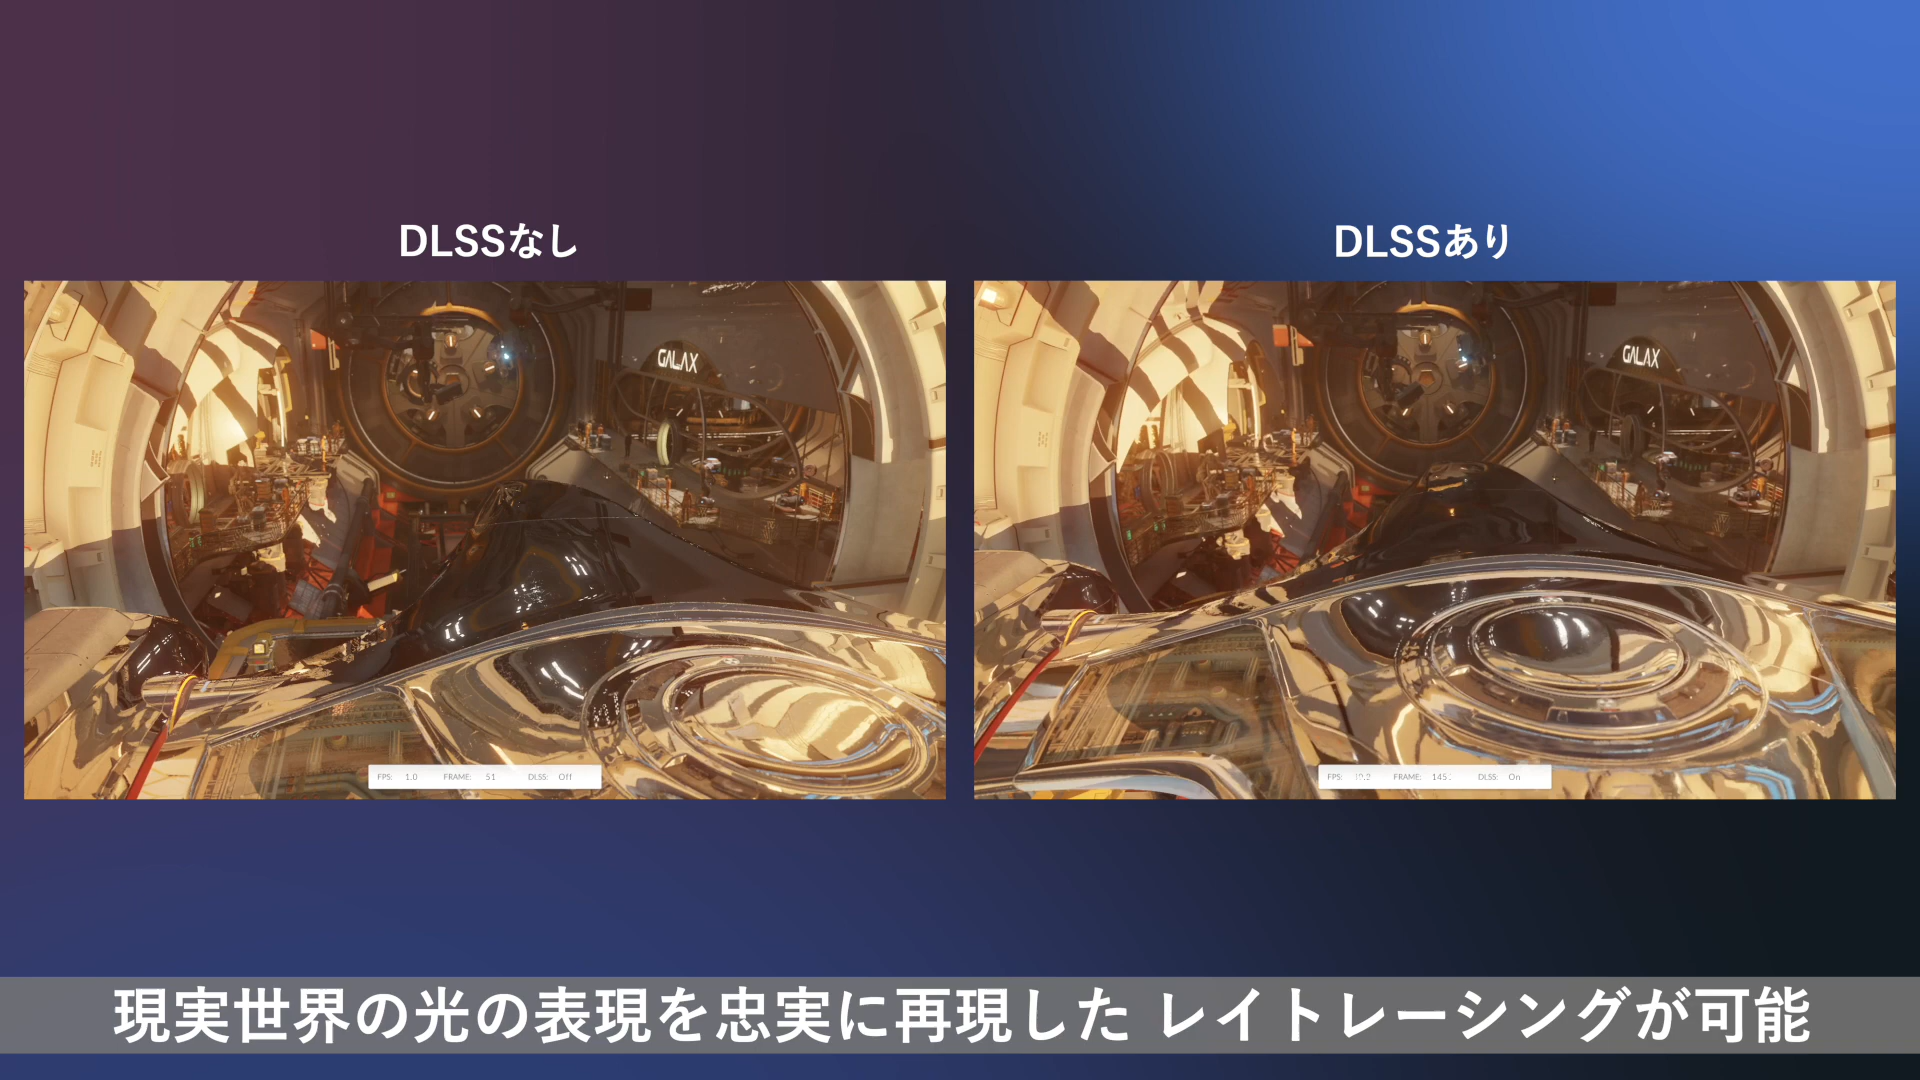 DLSSなし
DLSSあり
GALAX
GALAX
FPS: 1.0 FRAME: 51 DLSS: Off
FPS: FRAME: DLSS: On
現実世界の光の表現を忠実に再現した レイトレーシングが可能